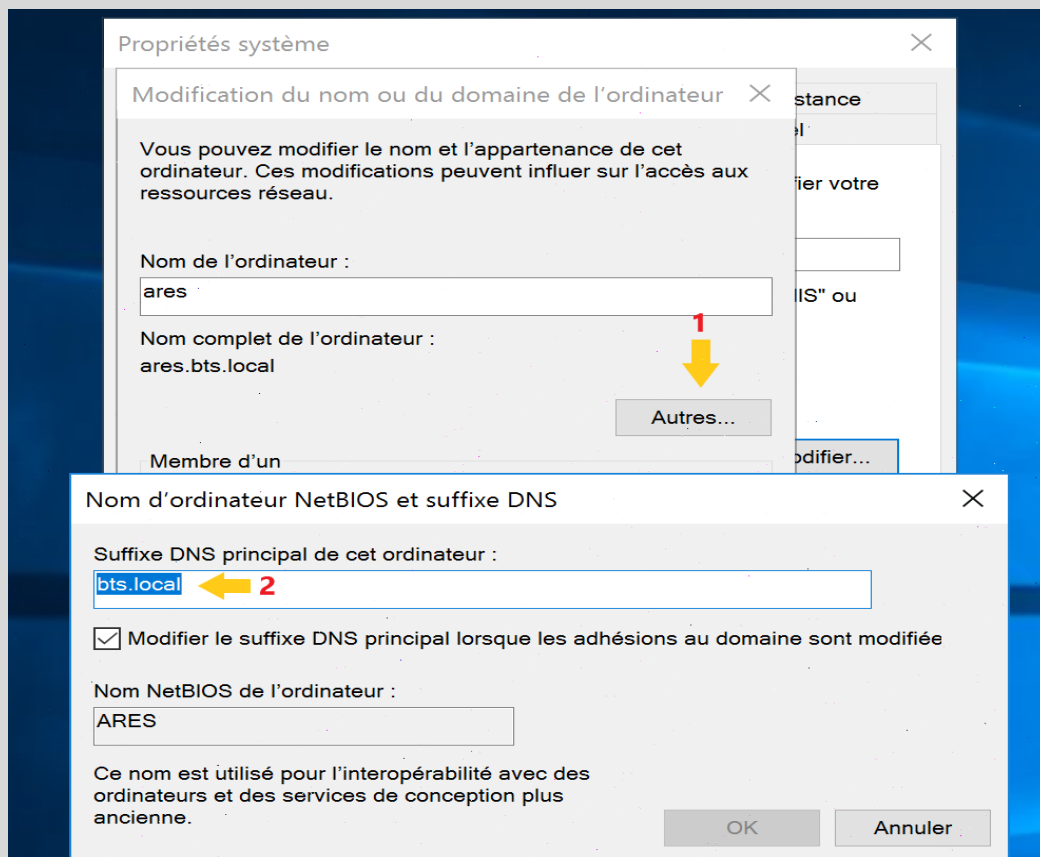 Propriétés système
Modification du nom ou du domaine de l'ordinateur
stance
el
Vous pouvez modifier le nom et l'appartenance de cet
ordinateur. Ces modifications peuvent influer sur l'accès aux
ressources réseau.
ier votre
Nom de l'ordinateur :
ares
IIS" ou
1
Nom complet de l'ordinateur :
ares.bts.local
Autres...
odifier...
Membre d'un
Nom d'ordinateur NetBIOS et suffixe DNS
Suffixe DNS principal de cet ordinateur :
bts.local
2
Modifier le suffixe DNS principal lorsque les adhésions au domaine sont modifiée
Nom NetBIOS de l'ordinateur :
ARES
Ce nom est utilisé pour l'interopérabilité avec des
ordinateurs et des services de conception plus
ancienne.
OK
Annuler